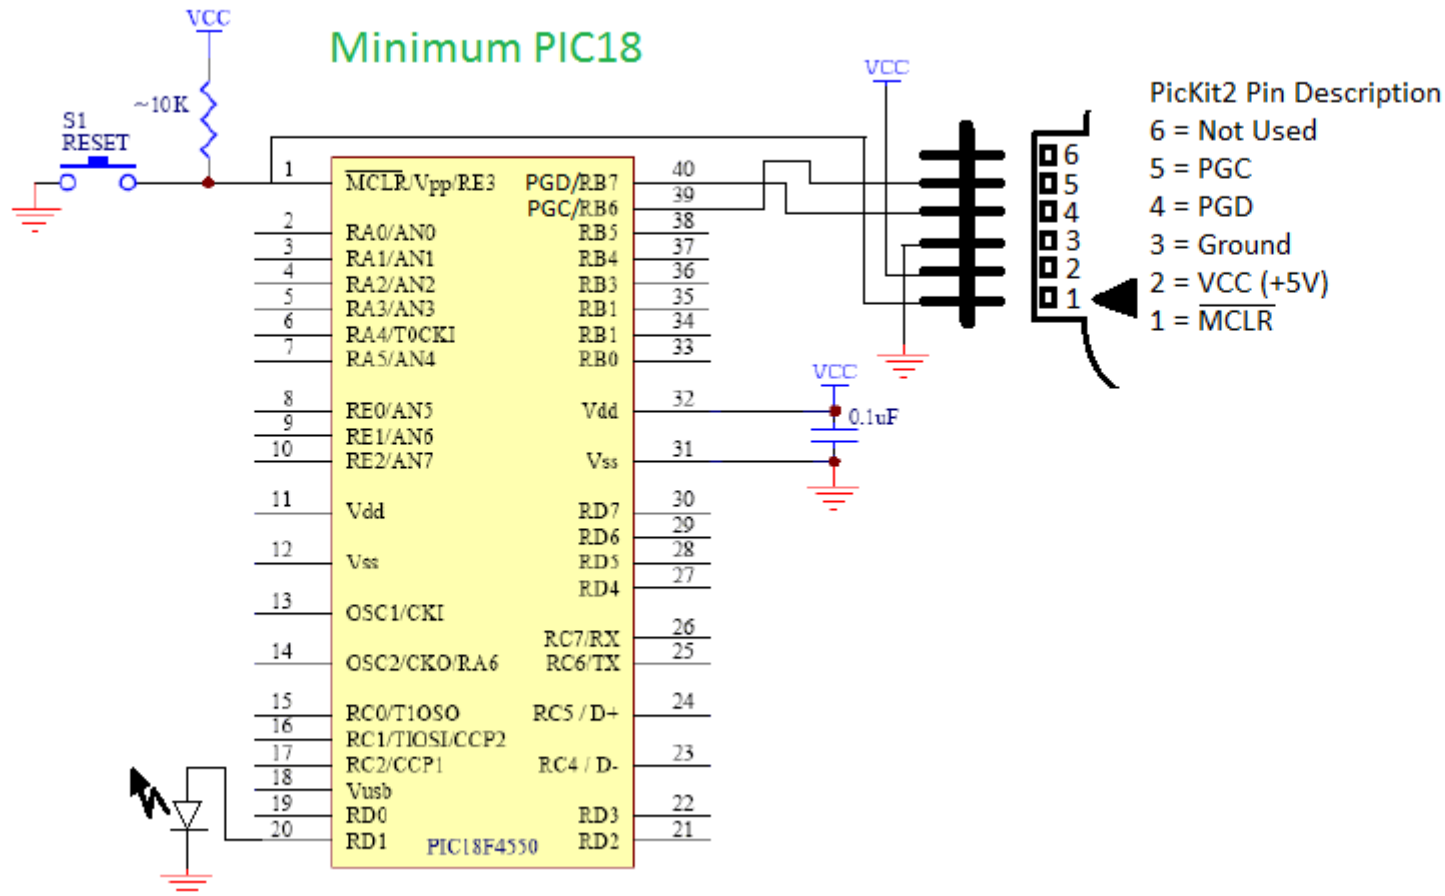 Minimum PIC18
VCC
~10K
S1
RESET
VCC
PicKit2 Pin Description
6 = Not Used
5 = PGC
4 = PGD
3 = Ground
2 = VCC (+5V)
1 = MCLR
6
5
4
3
2
1
1 MCLR/Vpp/RE3
2 RA0/AN0
3 RA1/AN1
4 RA2/AN2
5 RA3/AN3
6 RA4/T0CKI
7 RA5/AN4
8 RE0/AN5
9 RE1/AN6
10 RE2/AN7
11 Vdd
12 Vss
13 OSC1/CKI
14 OSC2/CKO/RA6
15 RC0/T1OSO
16 RC1/TIOSI/CCP2
17 RC2/CCP1
18 Vusb
19 RD0
20 RD1
PGD/RB7 40
PGC/RB6 39
RB5 38
RB4 37
RB3 36
RB1 35
RB1 34
RB0 33
Vdd 32
Vss 31
RD7 30
RD6 29
RD5 28
RD4 27
RC7/RX 26
RC6/TX 25
RC5 / D+ 24
RC4 / D- 23
RD3 22
RD2 21
PIC18F4550
VCC
0.1uF